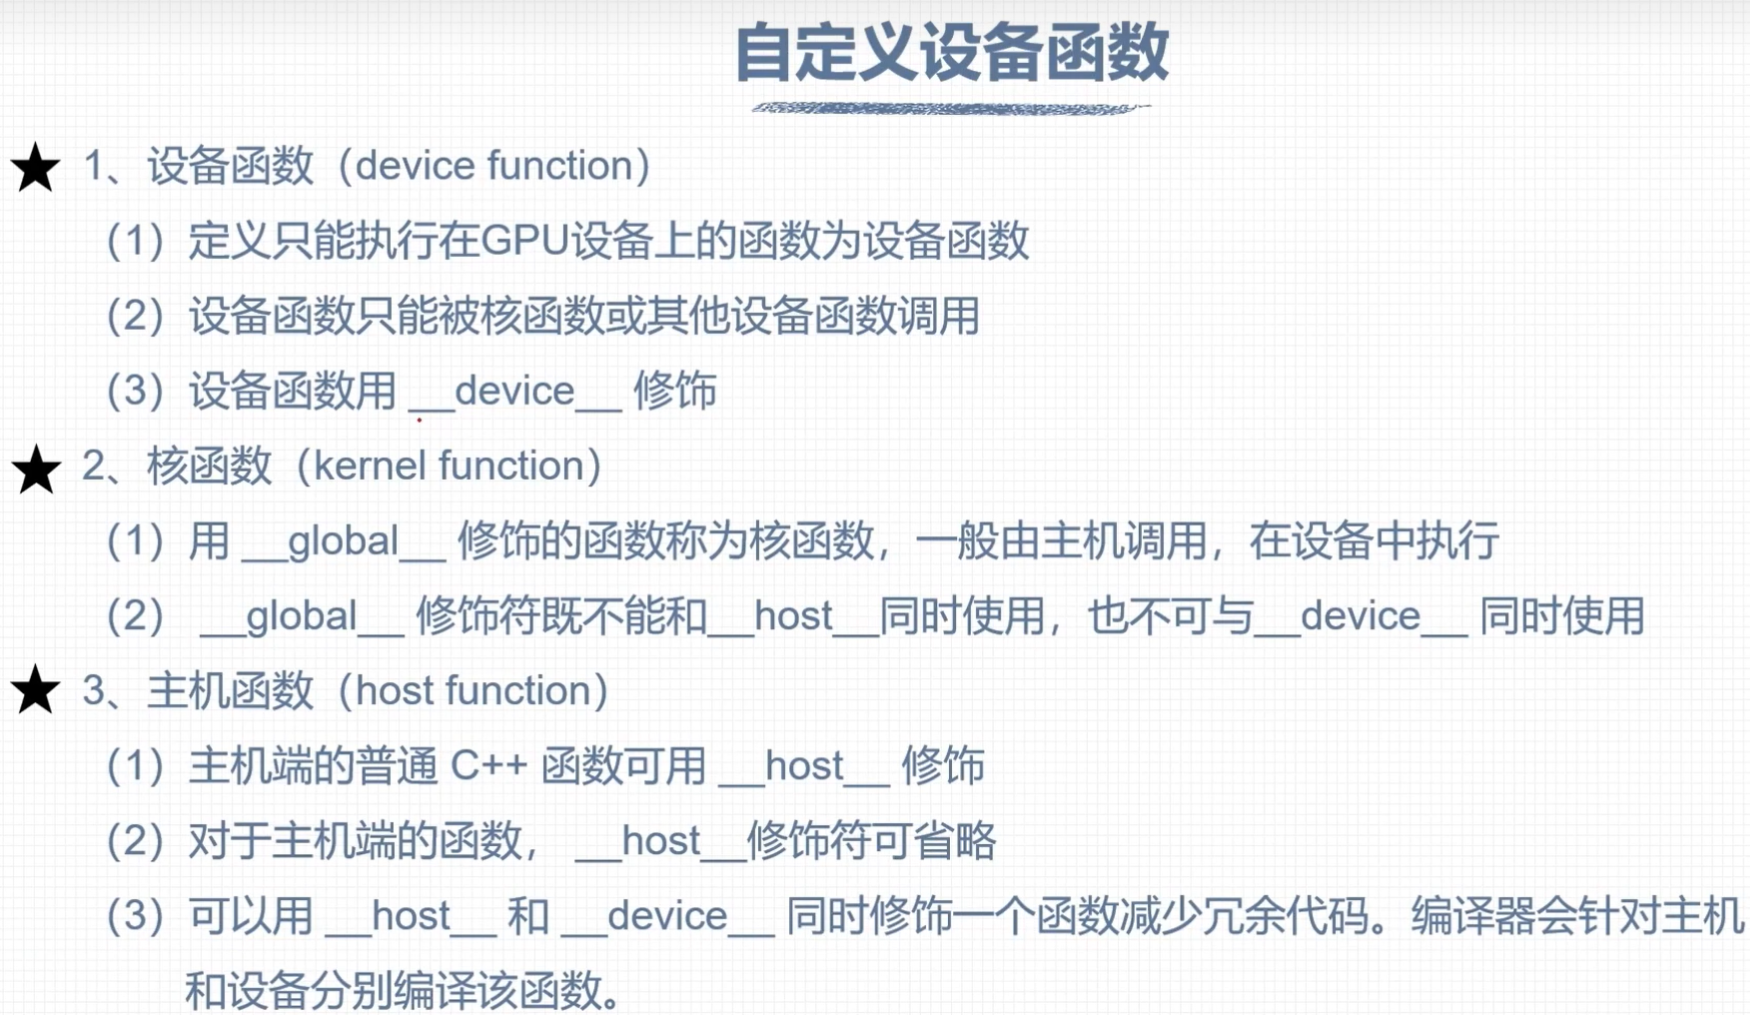 自定义设备函数
★ 1、设备函数（device function）
（1）定义只能执行在GPU设备上的函数为设备函数
（2）设备函数只能被核函数或其他设备函数调用
（3）设备函数用 __device__ 修饰
★ 2、核函数（kernel function）
（1）用 __global__ 修饰的函数称为核函数，一般由主机调用，在设备中执行
（2） __global__ 修饰符既不能和__host__同时使用，也不可与__device__ 同时使用
★ 3、主机函数（host function）
（1）主机端的普通 C++ 函数可用 __host__ 修饰
（2）对于主机端的函数， __host__修饰符可省略
（3）可以用 __host__ 和 __device__ 同时修饰一个函数减少冗余代码。编译器会针对主机
和设备分别编译该函数。